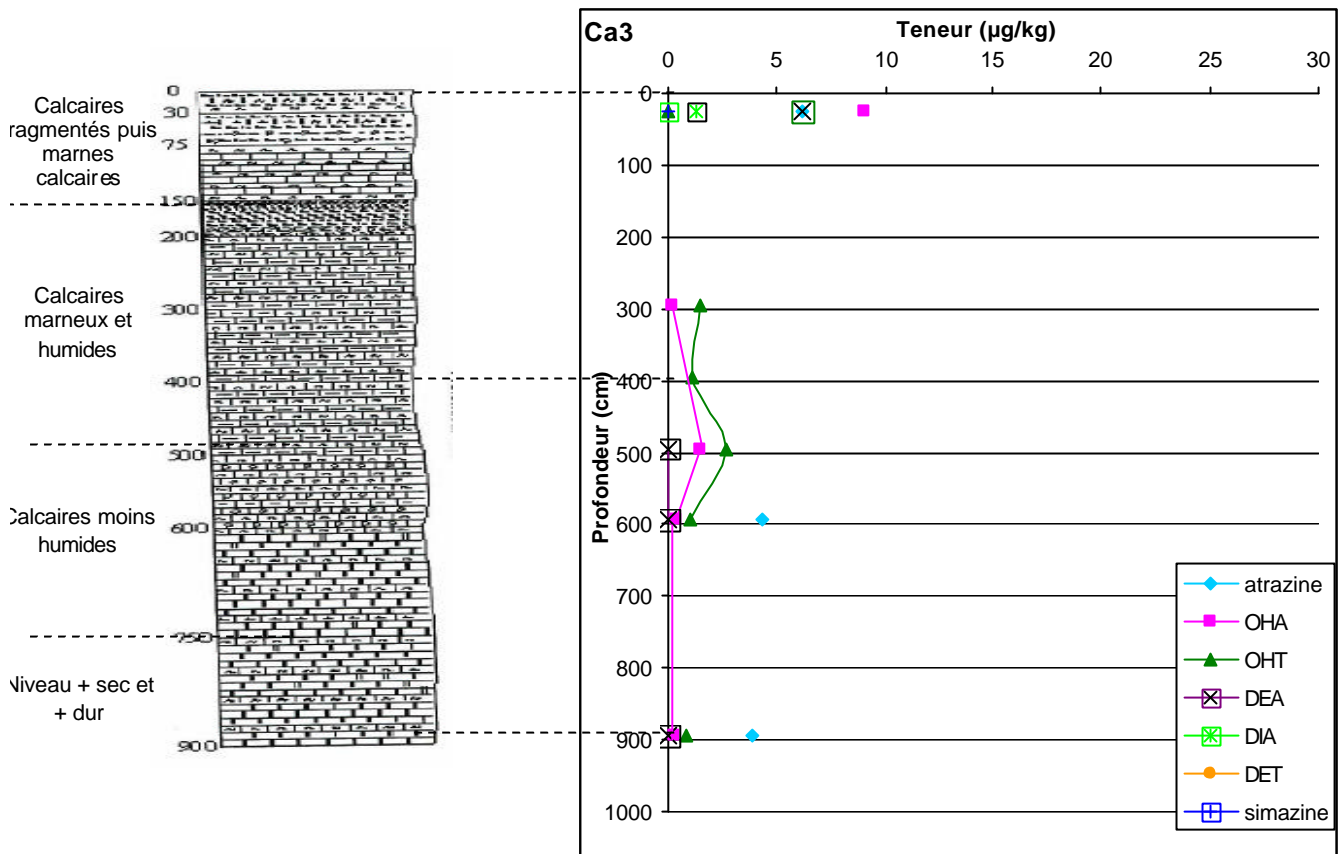 Ca3
Teneur (µg/kg)
0 5 10 15 20 25 30
Calcaires
ragmentés puis
marnes
calcaires
Calcaires
marneux et
humides
Calcaires moins
humides
Niveau + sec et
+ dur
0
30
75
150
200
300
400
500
600
750
900
Profondeur (cm)
0
100
200
300
400
500
600
700
800
900
1000
atrazine
OHA
OHT
DEA
DIA
DET
simazine